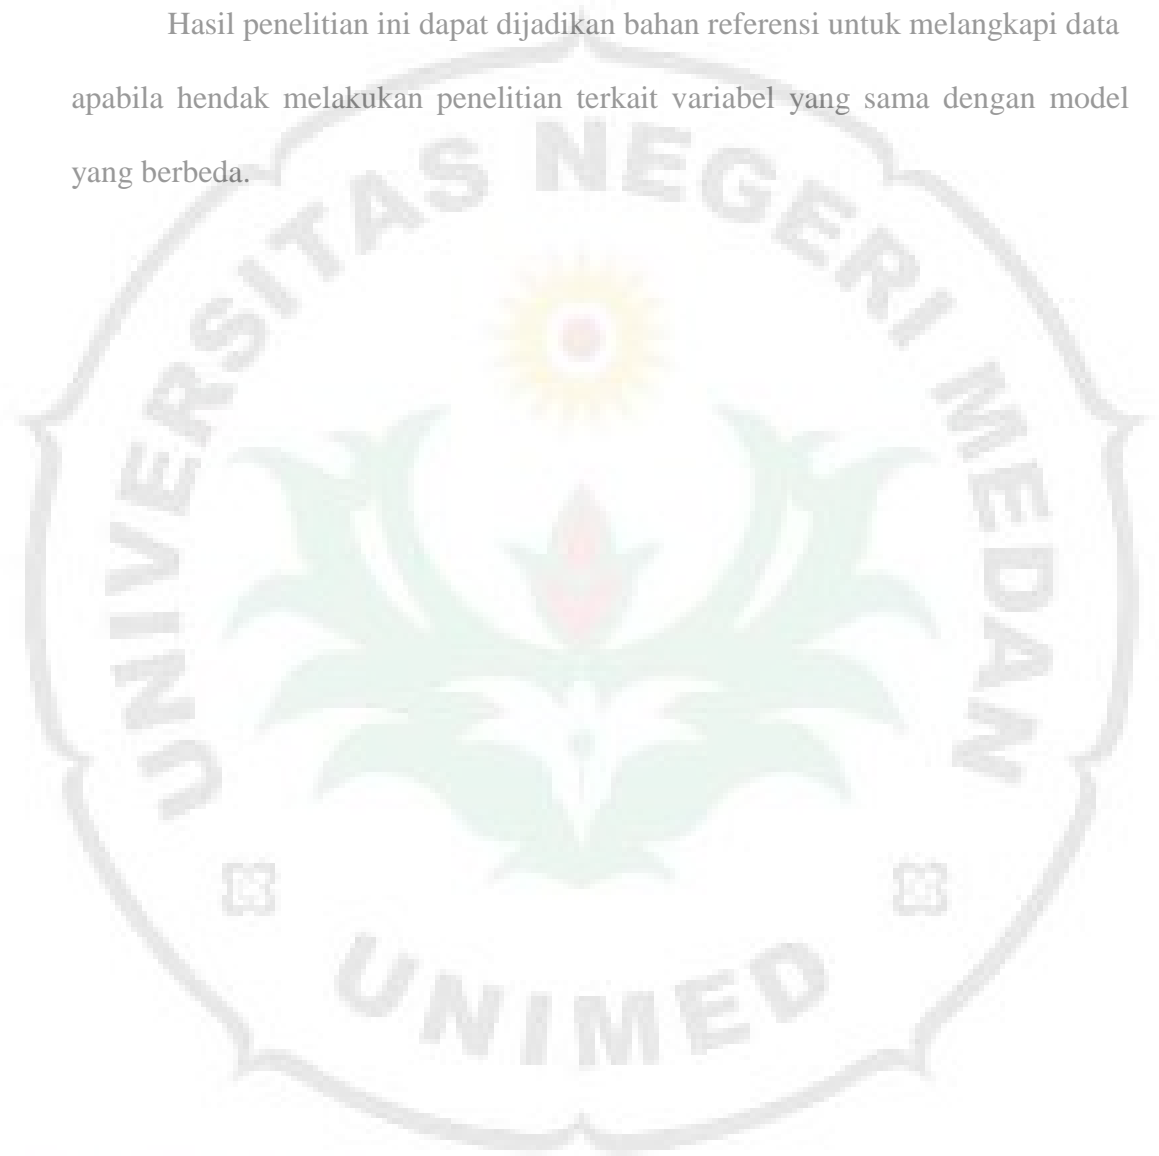 Hasil penelitian ini dapat dijadikan bahan referensi untuk melangkapi data
apabila hendak melakukan penelitian terkait variabel yang sama dengan model
yang berbeda.
UNIVERSITAS NEGERI MEDAN
UNIMED